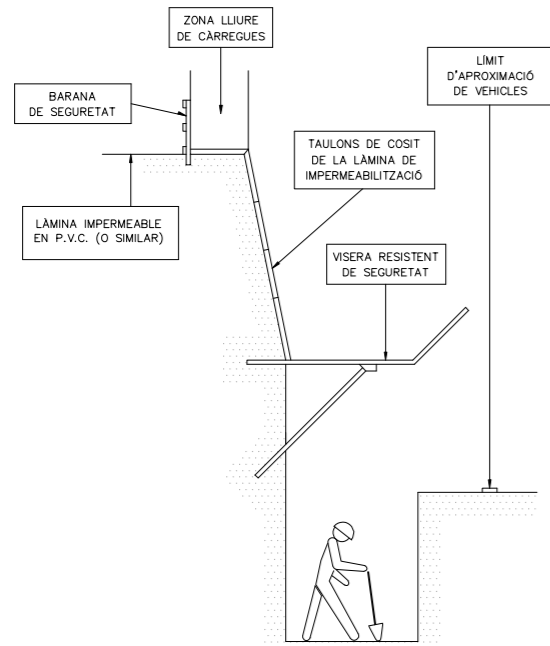 ZONA LLIURE
DE CÀRREGUES
BARANA
DE SEGURETAT
LÍMIT
D'APROXIMACIÓ
DE VEHICLES
TAULONS DE COSIT
DE LA LÀMINA DE
IMPERMEABILITZACIÓ
LÀMINA IMPERMEABLE
EN P.V.C. (O SIMILAR)
VISERA RESISTENT
DE SEGURETAT